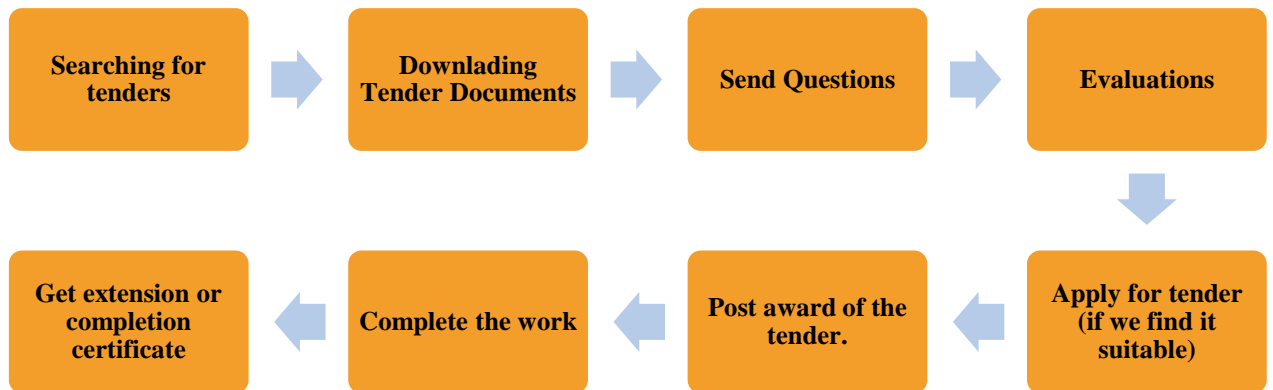 Searching for
tenders
Downlading
Tender Documents
Send Questions
Evaluations
Apply for tender
(if we find it
suitable)
Post award of the
tender.
Complete the work
Get extension or
completion
certificate